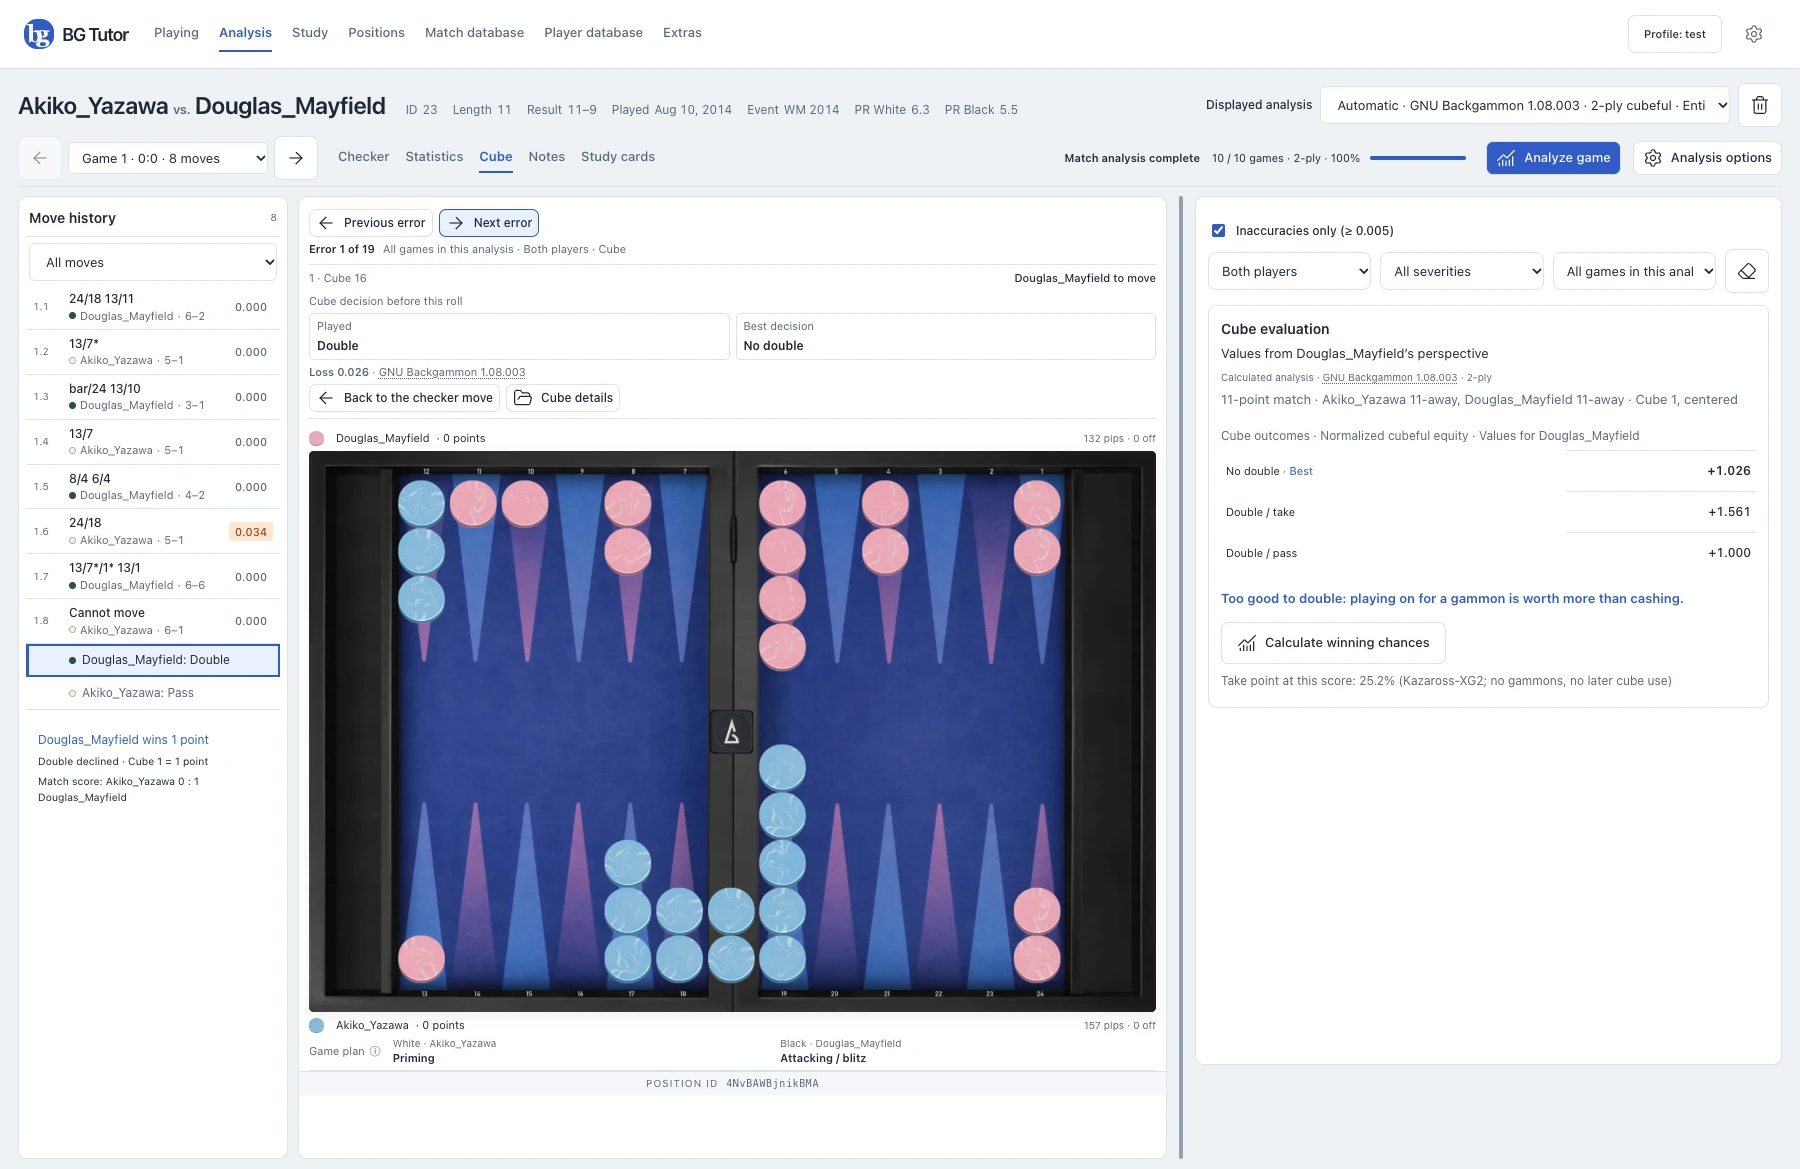 bg BG Tutor Playing Analysis Study Positions Match database Player database Extras Profile: test
Akiko_Yazawa vs. Douglas_Mayfield ID 23 Length 11 Result 11–9 Played Aug 10, 2014 Event WM 2014 PR White 6.3 PR Black 5.5 Displayed analysis Automatic · GNU Backgammon 1.08.003 · 2-ply cubeful · Enti
Game 1 · 0:0 · 8 moves Checker Statistics Cube Notes Study cards Match analysis complete 10 / 10 games · 2-ply · 100% Analyze game Analysis options
Move history 8
All moves
1.1 24/18 13/11 0.000
Douglas_Mayfield · 6–2
1.2 13/7* 0.000
Akiko_Yazawa · 5–1
1.3 bar/24 13/10 0.000
Douglas_Mayfield · 3–1
1.4 13/7 0.000
Akiko_Yazawa · 5–1
1.5 8/4 6/4 0.000
Douglas_Mayfield · 4–2
1.6 24/18 0.034
Akiko_Yazawa · 5–1
1.7 13/7*/1* 13/1 0.000
Douglas_Mayfield · 6–6
1.8 Cannot move 0.000
Akiko_Yazawa · 6–1
Douglas_Mayfield: Double
Akiko_Yazawa: Pass
Douglas_Mayfield wins 1 point
Double declined · Cube 1 = 1 point
Match score: Akiko_Yazawa 0 : 1
Douglas_Mayfield
Previous error Next error
Error 1 of 19 All games in this analysis · Both players · Cube
1 · Cube 16 Douglas_Mayfield to move
Cube decision before this roll
Played Best decision
Double No double
Loss 0.026 · GNU Backgammon 1.08.003
Back to the checker move Cube details
Douglas_Mayfield · 0 points 132 pips · 0 off
12 11 10 9 8 7 6 5 4 3 2 1
13 14 15 16 17 18 19 20 21 22 23 24
Akiko_Yazawa · 0 points 157 pips · 0 off
Game plan White · Akiko_Yazawa Black · Douglas_Mayfield
Priming Attacking / blitz
POSITION ID 4NvBAWBjnikBMA
Inaccuracies only (≥ 0.005)
Both players All severities All games in this anal
Cube evaluation
Values from Douglas_Mayfield's perspective
Calculated analysis · GNU Backgammon 1.08.003 · 2-ply
11-point match · Akiko_Yazawa 11-away, Douglas_Mayfield 11-away · Cube 1, centered
Cube outcomes · Normalized cubeful equity · Values for Douglas_Mayfield
No double · Best +1.026
Double / take +1.561
Double / pass +1.000
Too good to double: playing on for a gammon is worth more than cashing.
Calculate winning chances
Take point at this score: 25.2% (Kazaross-XG2; no gammons, no later cube use)